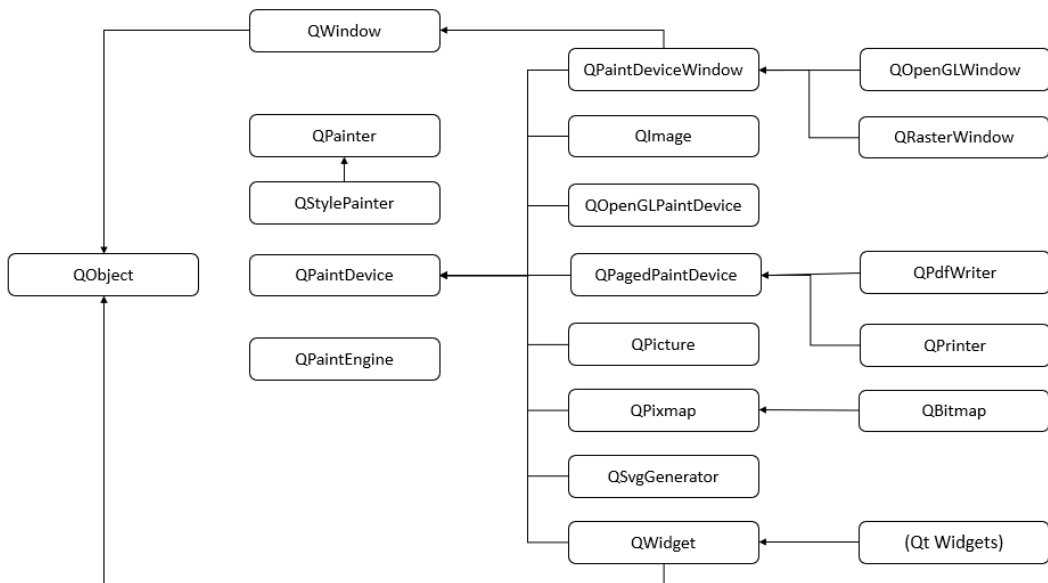 QWindow
QPaintDeviceWindow
QOpenGLWindow
QPainter
QImage
QRasterWindow
QStylePainter
QOpenGLPaintDevice
QObject
QPaintDevice
QPagedPaintDevice
QPdfWriter
QPaintEngine
QPicture
QPrinter
QPixmap
QBitmap
QSvgGenerator
QWidget
(Qt Widgets)